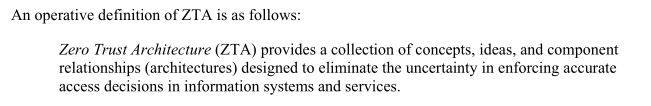 An operative definition of ZTA is as follows:
Zero Trust Architecture (ZTA) provides a collection of concepts, ideas, and component
relationships (architectures) designed to eliminate the uncertainty in enforcing accurate
access decisions in information systems and services.